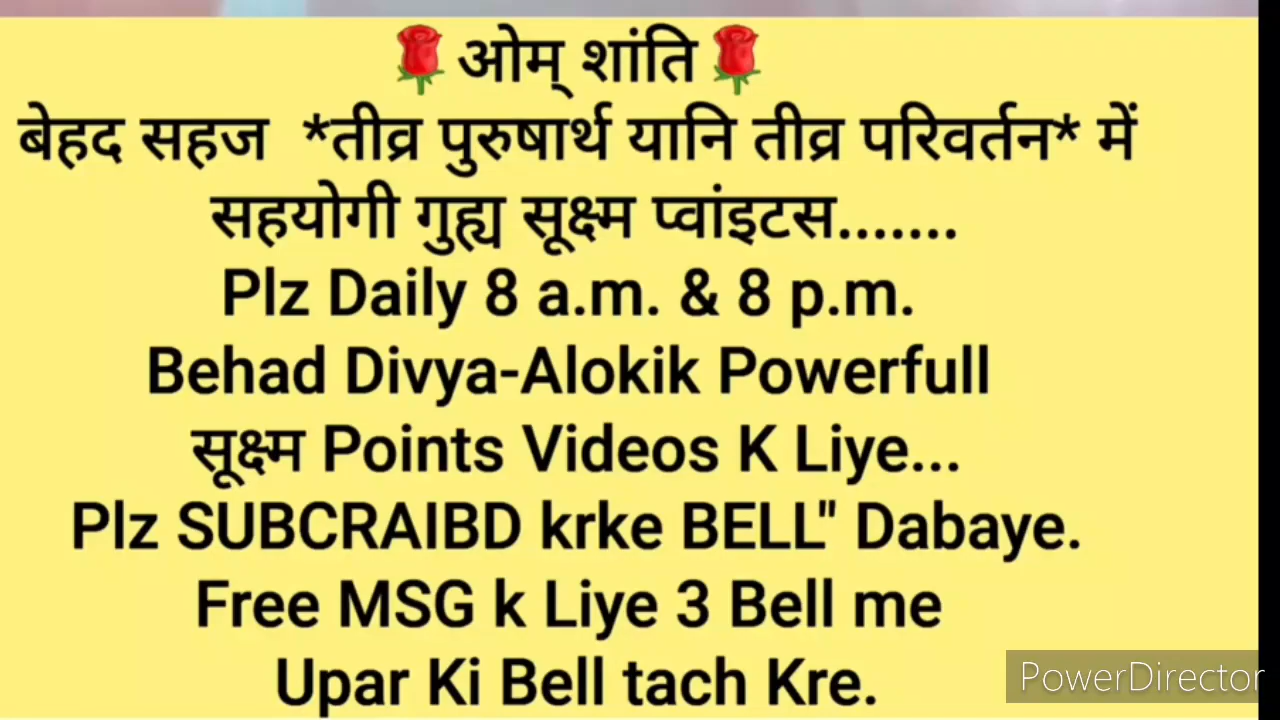 🌹ओम् शांति🌹
बेहद सहज *तीव्र पुरुषार्थ यानि तीव्र परिवर्तन* में
सहयोगी गुह्य सूक्ष्म प्वांइटस.......
Plz Daily 8 a.m. & 8 p.m.
Behad Divya-Alokik Powerfull
सूक्ष्म Points Videos K Liye...
Plz SUBCRAIBD krke BELL" Dabaye.
Free MSG k Liye 3 Bell me
Upar Ki Bell tach Kre.
PowerDirector